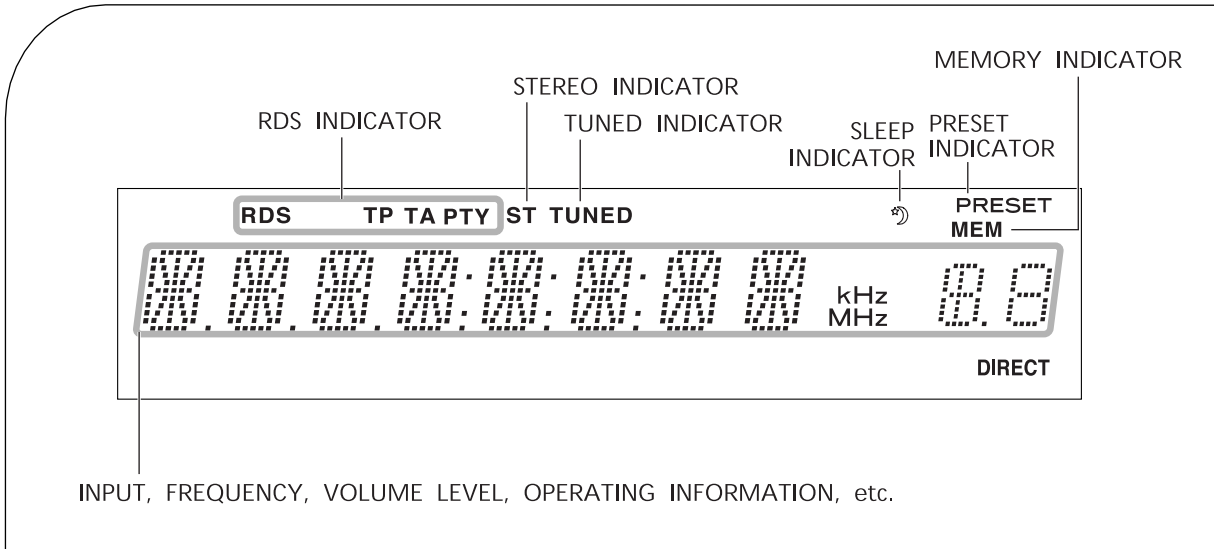 MEMORY INDICATOR
STEREO INDICATOR
RDS INDICATOR
TUNED INDICATOR
SLEEP INDICATOR
PRESET INDICATOR
RDS TP TA PTY ST TUNED
PRESET
MEM
kHz
MHz
DIRECT
INPUT, FREQUENCY, VOLUME LEVEL, OPERATING INFORMATION, etc.